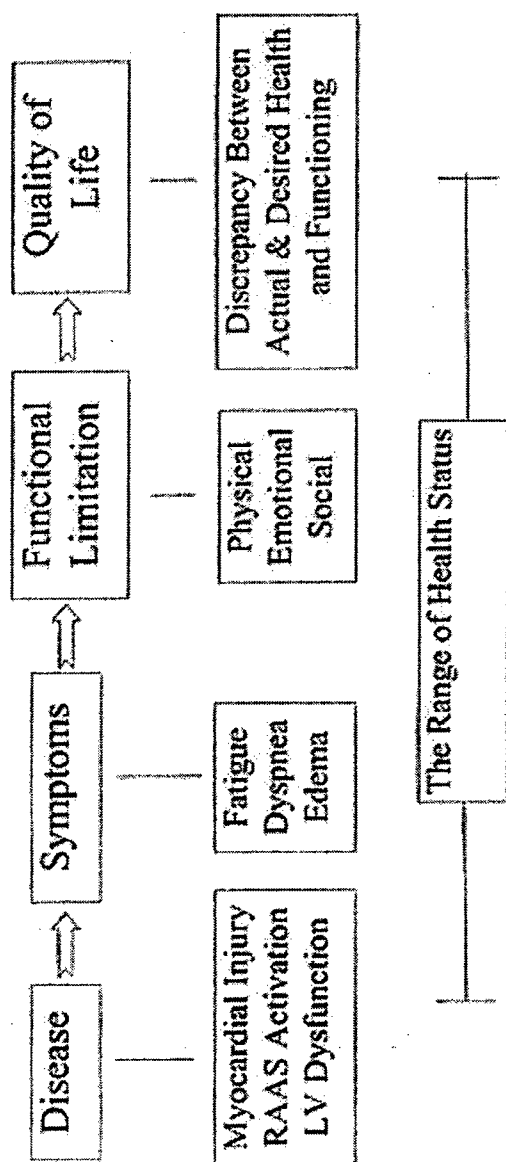 Disease
Symptoms
Functional
Limitation
Quality of
Life
Myocardial Injury
RAAS Activation
LV Dysfunction
Fatigue
Dyspnea
Edema
Physical
Emotional
Social
Discrepancy Between
Actual & Desired Health
and Functioning
The Range of Health Status